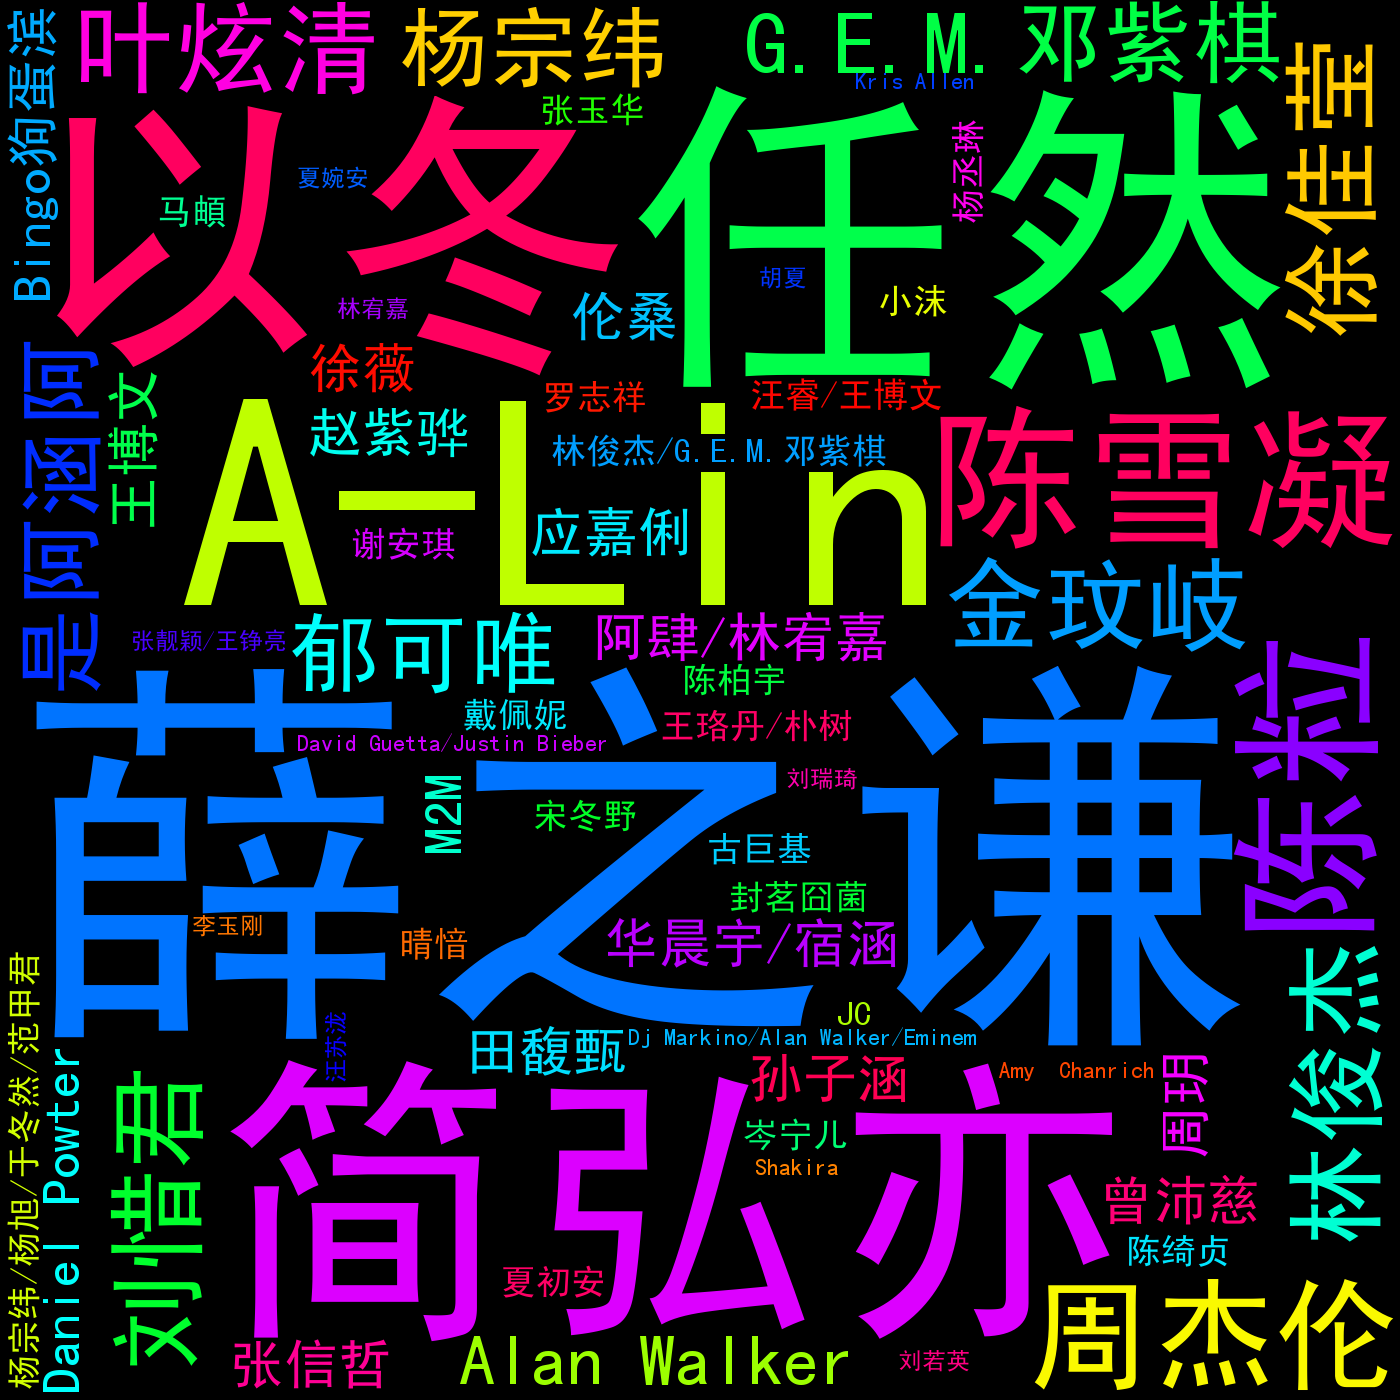 叶炫清
杨宗纬
G.E.M.邓紫棋
Kris Allen
Bingo狗蛋滨
张玉华
徐佳莹
以冬
任然
杨丞琳
夏婉安
马頔
胡夏
小沫
林宥嘉
伦桑
徐薇
罗志祥
汪睿/王博文
是阿涵阿
王博文
赵紫骅
A-Lin
林俊杰/G.E.M.邓紫棋
陈雪凝
谢安琪
应嘉俐
金玟岐
张靓颖/王铮亮
郁可唯
阿肆/林宥嘉
陈柏宇
陈粒
薛之谦
戴佩妮
王珞丹/朴树
David Guetta/Justin Bieber
M2M
刘瑞琦
宋冬野
古巨基
封茗囧菌
李玉刚
晴愔
华晨宇/宿涵
林俊杰
杨宗纬/杨旭/于冬然/范甲君
JC
汪苏泷
田馥甄
Dj Markino/Alan Walker/Eminem
Daniel Powter
孙子涵
Amy Chanrich
周玥
刘惜君
简弘亦
岑宁儿
Shakira
曾沛慈
陈绮贞
夏初安
周杰伦
张信哲
Alan Walker
刘若英